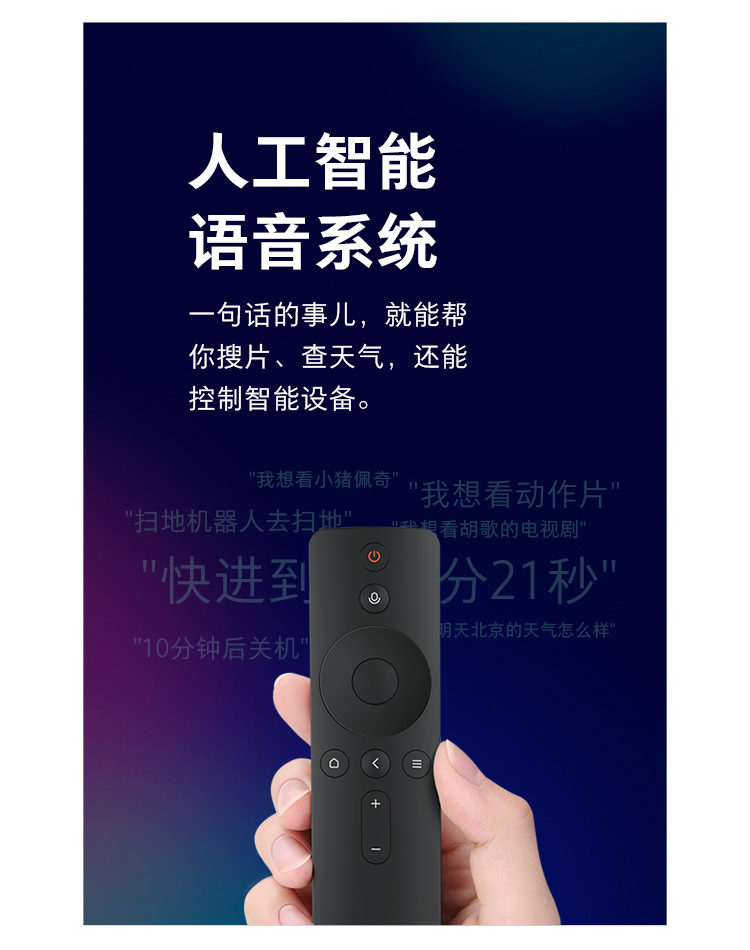 人工智能
语音系统
一句话的事儿，就能帮
你搜片、查天气，还能
控制智能设备。
"我想看小猪佩奇"
"我想看动作片"
"扫地机器人去扫地"
"我想看胡歌的电视剧"
"快进到 分21秒"
明天北京的天气怎么样"
"10分钟后关机"